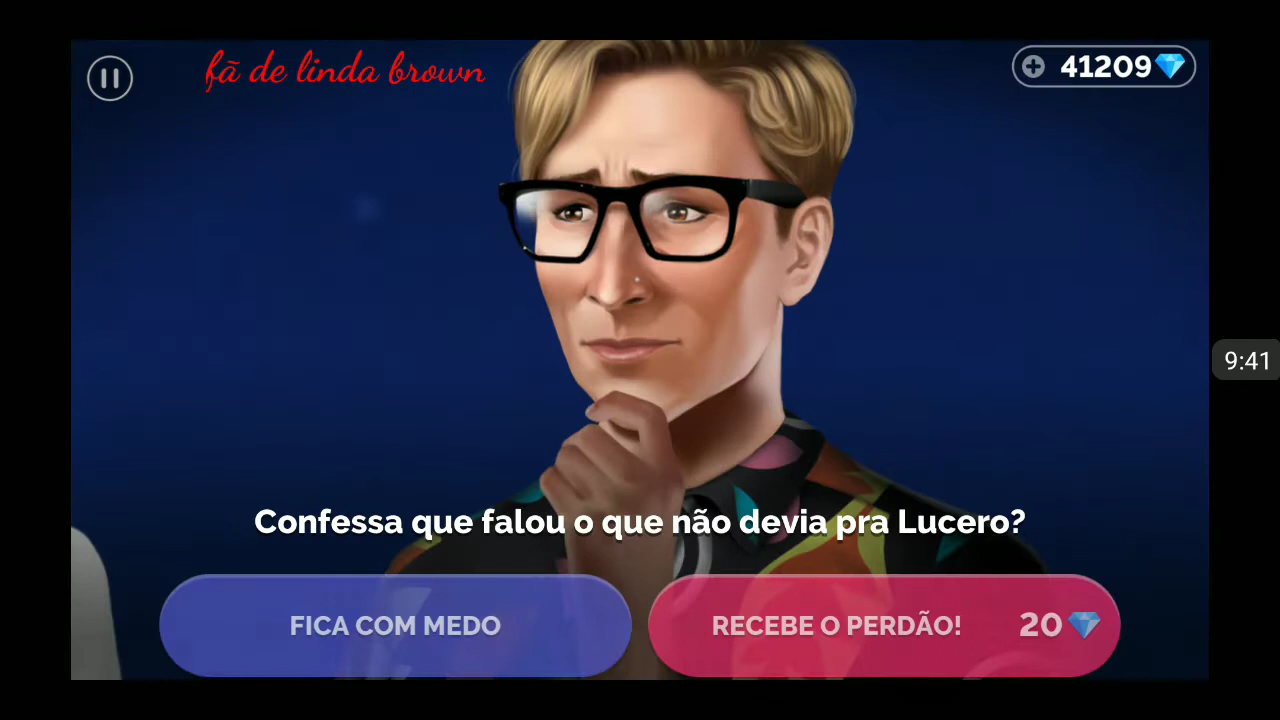 fã de linda brown
41209
9:41
Confessa que falou o que não devia pra Lucero?
FICA COM MEDO
RECEBE O PERDÃO! 20